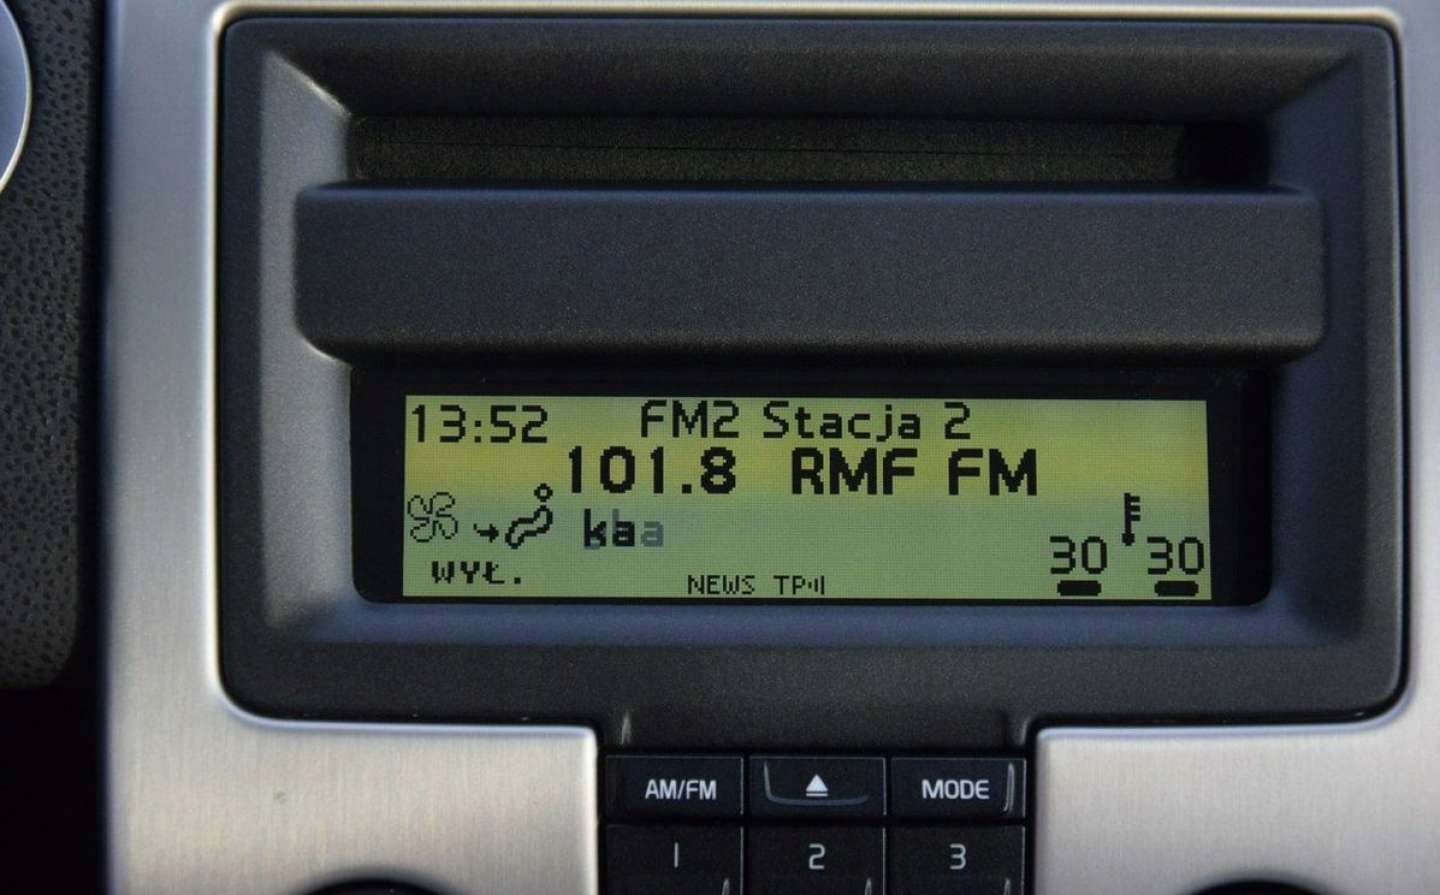 13:52 FM2 Stacja 2
101.8 RMF FM
30 30
WYŁ. NEWS TP
AM/FM MODE
1 2 3